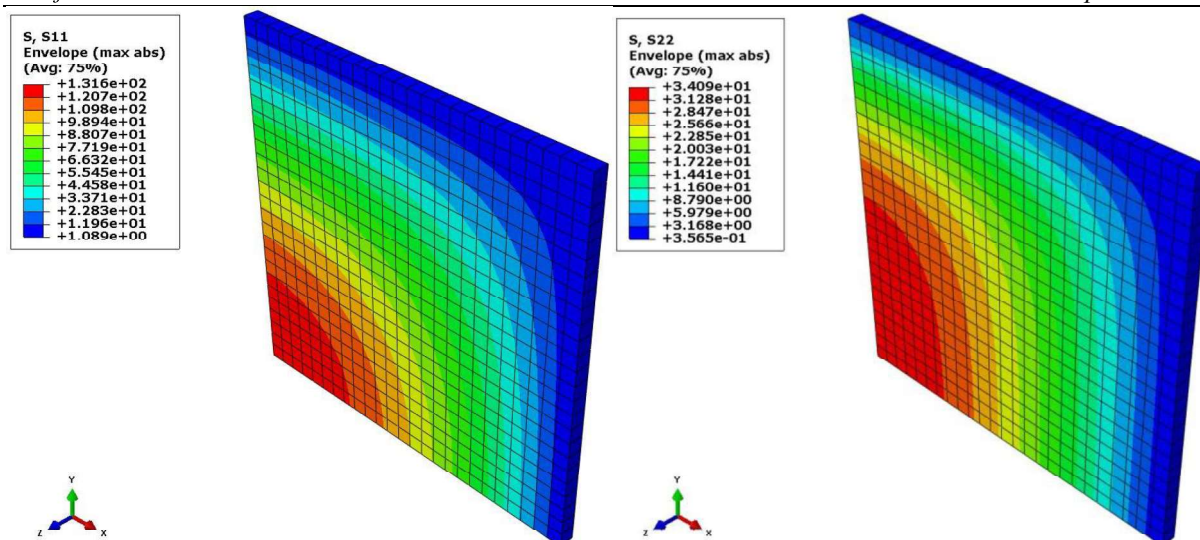 S, S11
Envelope (max abs)
(Avg: 75%)
+1.316e+02
+1.207e+02
+1.098e+02
+9.894e+01
+8.807e+01
+7.719e+01
+6.632e+01
+5.545e+01
+4.458e+01
+3.371e+01
+2.283e+01
+1.196e+01
+1.089e+00
Y
Z
X
S, S22
Envelope (max abs)
(Avg: 75%)
+3.409e+01
+3.128e+01
+2.847e+01
+2.566e+01
+2.285e+01
+2.003e+01
+1.722e+01
+1.441e+01
+1.160e+01
+8.790e+00
+5.979e+00
+3.168e+00
+3.565e-01
Y
Z
X